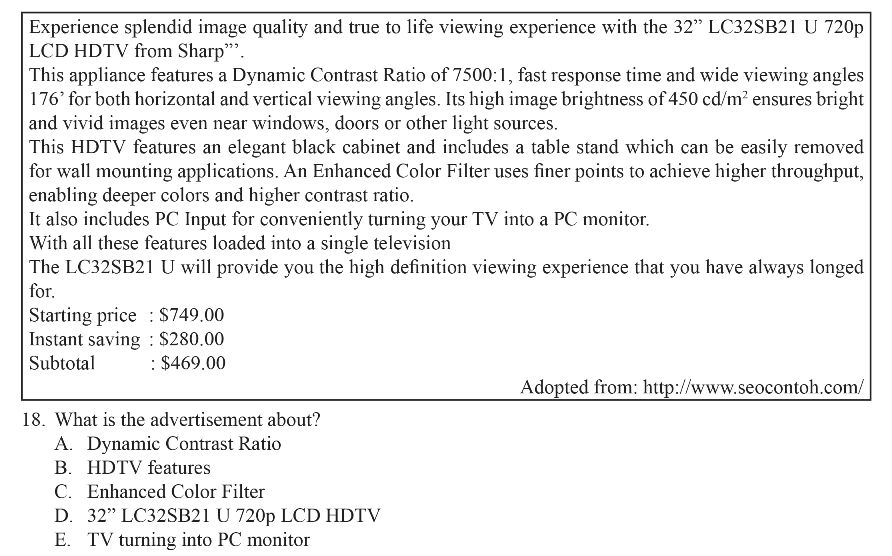 Experience splendid image quality and true to life viewing experience with the 32” LC32SB21 U 720p
LCD HDTV from Sharp”’.
This appliance features a Dynamic Contrast Ratio of 7500:1, fast response time and wide viewing angles
176’ for both horizontal and vertical viewing angles. Its high image brightness of 450 cd/m² ensures bright
and vivid images even near windows, doors or other light sources.
This HDTV features an elegant black cabinet and includes a table stand which can be easily removed
for wall mounting applications. An Enhanced Color Filter uses finer points to achieve higher throughput,
enabling deeper colors and higher contrast ratio.
It also includes PC Input for conveniently turning your TV into a PC monitor.
With all these features loaded into a single television
The LC32SB21 U will provide you the high definition viewing experience that you have always longed
for.
Starting price : $749.00
Instant saving : $280.00
Subtotal : $469.00
Adopted from: http://www.seocontoh.com/
18. What is the advertisement about?
A. Dynamic Contrast Ratio
B. HDTV features
C. Enhanced Color Filter
D. 32” LC32SB21 U 720p LCD HDTV
E. TV turning into PC monitor